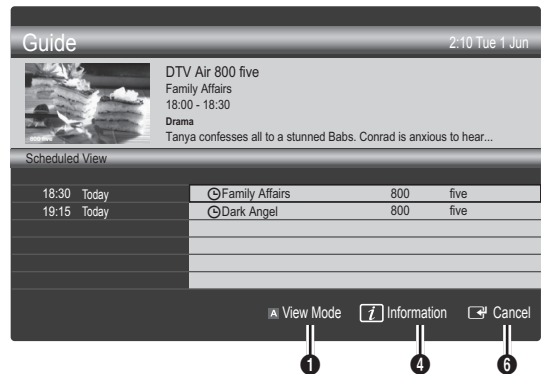 Guide 2:10 Tue 1 Jun
DTV Air 800 five
Family Affairs
18:00 - 18:30
Drama
Tanya confesses all to a stunned Babs. Conrad is anxious to hear...
800 five
Scheduled View
18:30 Today Family Affairs 800 five
19:15 Today Dark Angel 800 five
A View Mode i Information Cancel
1 4 6